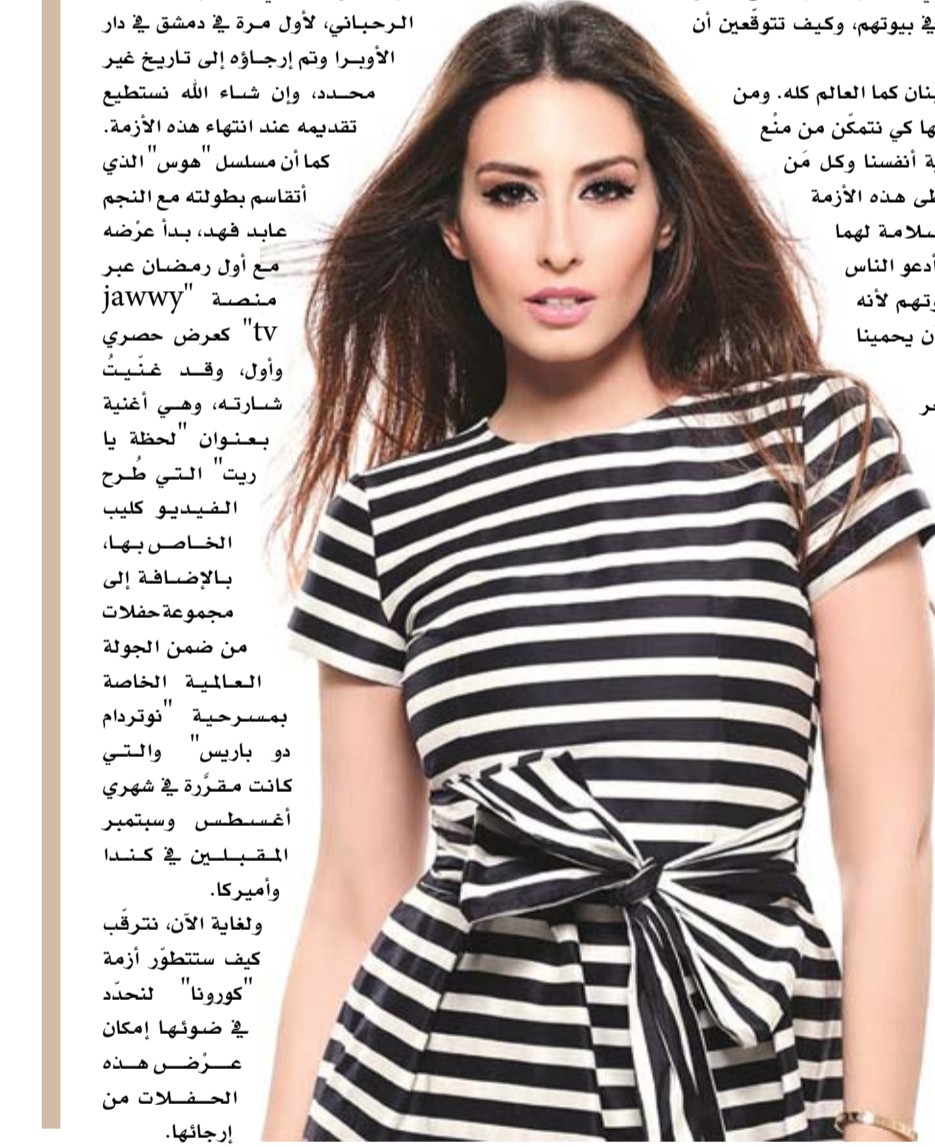 في بيوتهم، وكيف تتوقّعين أن
كما العالم كله. ومن
كي نتمكّن من منْع
أنفسنا وكل مَن
هذه الأزمة
لهما
أدعو الناس
لأنه
يحمينا
الرحباني، لأول مرة في دمشق في دار
الأوبرا وتم إرجاؤه إلى تاريخ غير
محدد، وإن شاء الله نستطيع
تقديمه عند انتهاء هذه الأزمة.
كما أن مسلسل "هوس" الذي
أتقاسم بطولته مع النجم
عابد فهد، بدأ عرْضه
مع أول رمضان عبر
منصة "jawwy
tv" كعرض حصري
وأول، وقد غنّيتُ
شارته، وهي أغنية
بعنوان "لحظة يا
ريت" التي طُرح
الفيديو كليب
الخاص بها،
بالإضافة إلى
مجموعة حفلات
من ضمن الجولة
العالمية الخاصة
بمسرحية "نوتردام
دو باريس" والتي
كانت مقرَّرة في شهري
أغسطس وسبتمبر
المقبلين في كندا
وأميركا.
ولغاية الآن، نترقّب
كيف ستتطوّر أزمة
"كورونا" لنحدّد
في ضوئها إمكان
عرْض هذه
الحفلات من
إرجائها.